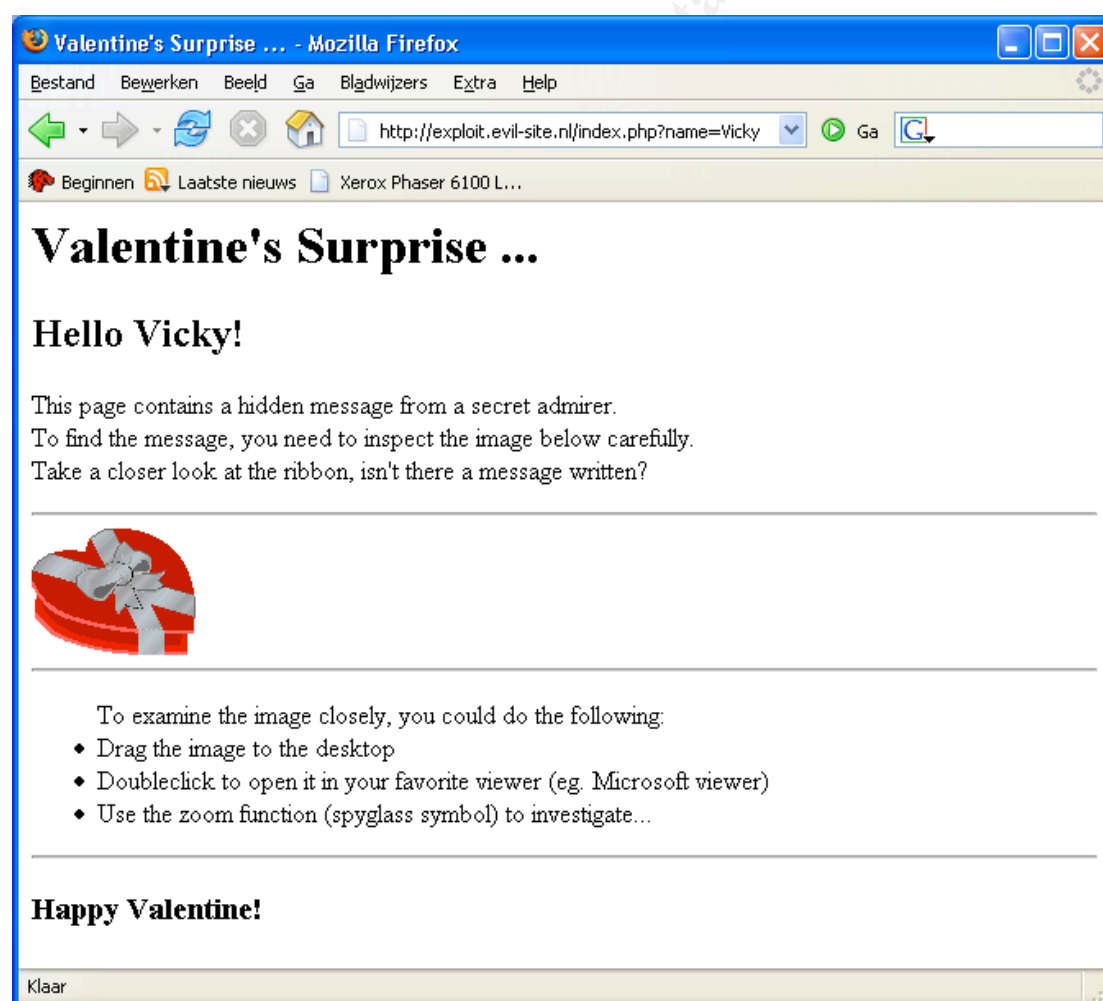 Valentine's Surprise ... - Mozilla Firefox
Bestand Bewerken Beeld Ga Bladwijzers Extra Help
http://exploit.evil-site.nl/index.php?name=Vicky Ga G
Beginnen Laatste nieuws Xerox Phaser 6100 L...
Valentine's Surprise ...
Hello Vicky!
This page contains a hidden message from a secret admirer.
To find the message, you need to inspect the image below carefully.
Take a closer look at the ribbon, isn't there a message written?
To examine the image closely, you could do the following:
• Drag the image to the desktop
• Doubleclick to open it in your favorite viewer (eg. Microsoft viewer)
• Use the zoom function (spyglass symbol) to investigate...
Happy Valentine!
Klaar